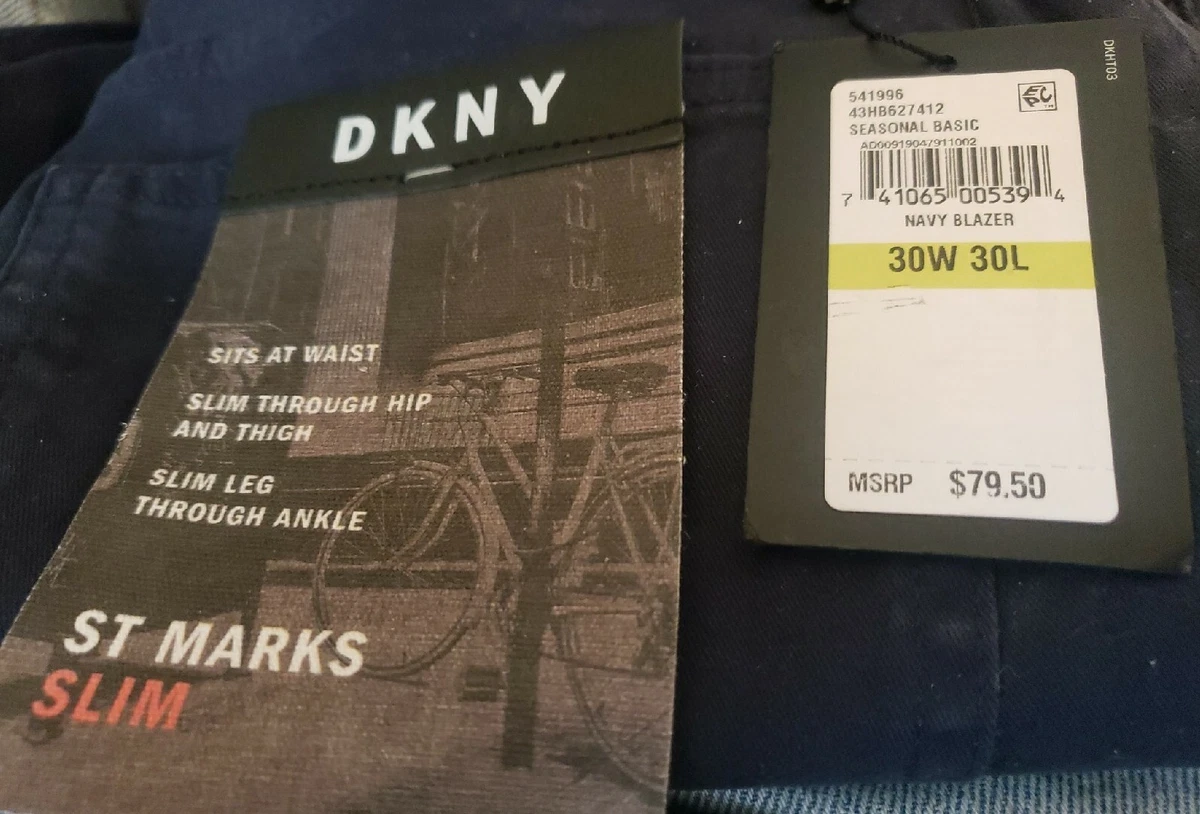 DKNY
SITS AT WAIST
SLIM THROUGH HIP
AND THIGH
SLIM LEG
THROUGH ANKLE
ST MARKS
SLIM
DKHT03
541996
43HB627412
SEASONAL BASIC
AD00919047911002
7 41065 00539 4
NAVY BLAZER
30W 30L
MSRP $79.50